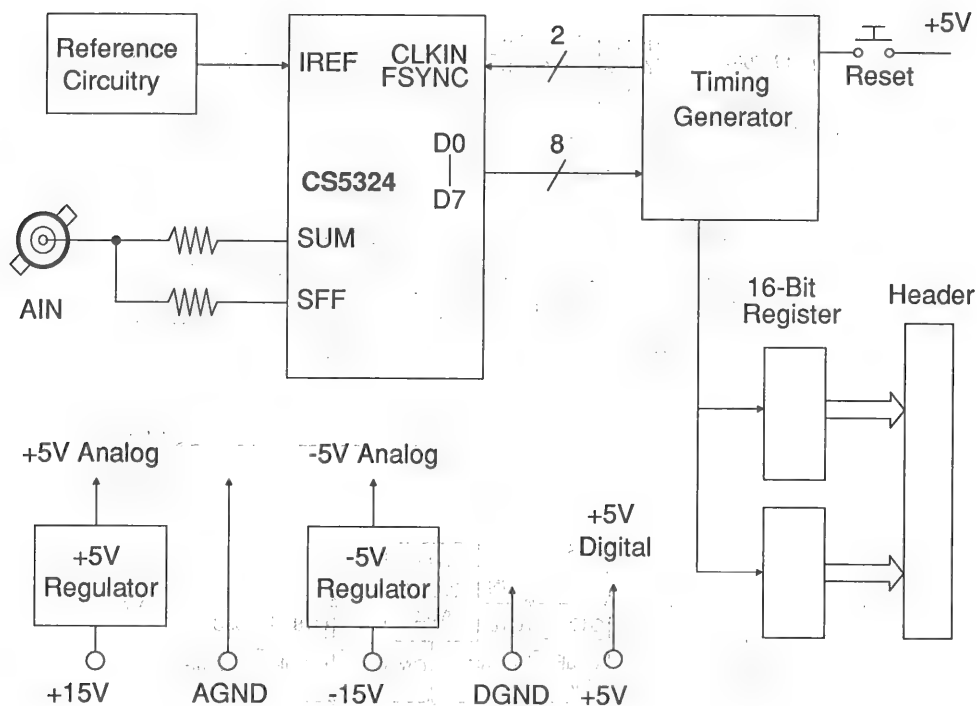 Reference
Circuitry
IREF
CLKIN
FSYNC
2
Timing
Generator
+5V
Reset
D0
D7
8
CS5324
SUM
SFF
AIN
16-Bit
Register
Header
+5V Analog
-5V Analog
+5V
Digital
+5V
Regulator
-5V
Regulator
+15V
AGND
-15V
DGND
+5V